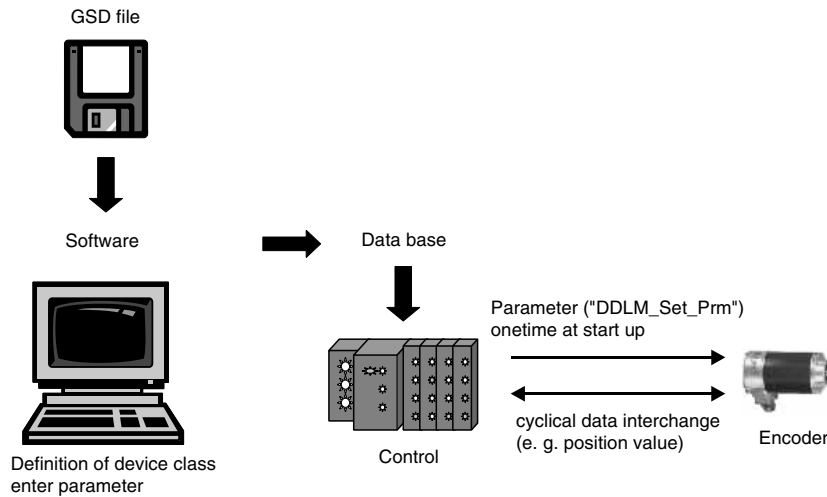 GSD file
Software
Data base
Parameter ("DDLM_Set_Prm")
onetime at start up
cyclical data interchange
(e. g. position value)
Encoder
Control
Definition of device class
enter parameter